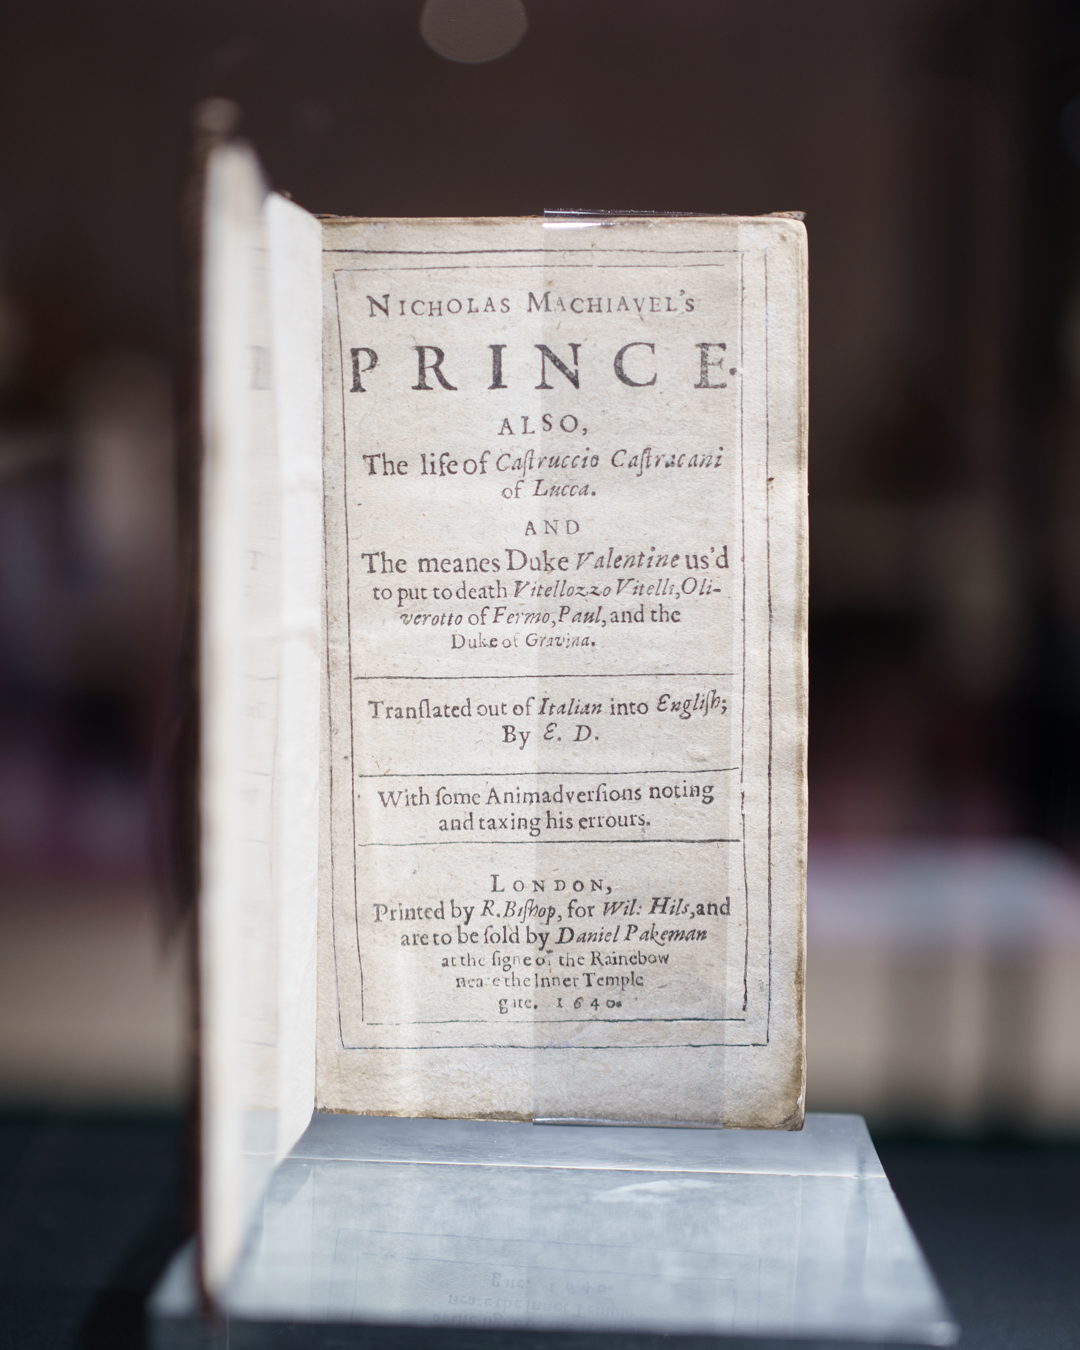 NICHOLAS MACHIAVEL'S
PRINCE.
ALSO,
The life of Caſtruccio Caſtracani
of Lucca.
AND
The meanes Duke Valentine us'd
to put to death Vitellozzo Vitelli, Oli-
verotto of Fermo, Paul, and the
Duke of Gravina.
Tranſlated out of Italian into Engliſh;
By E. D.
With ſome Animadverſions noting
and taxing his errours.
LONDON,
Printed by R. Biſhop, for Wil: Hils, and
are to be ſold by Daniel Pakeman
at the ſigne of the Rainebow
neare the Inner Temple
gate. 1640.